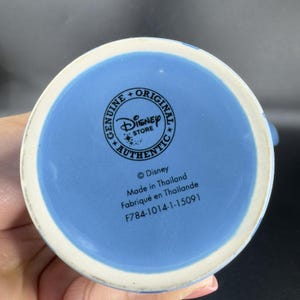 GENUINE • ORIGINAL
Disney
STORE
AUTHENTIC
© Disney
Made in Thailand
Fabriqué en Thaïlande
F784-1014-1-15091